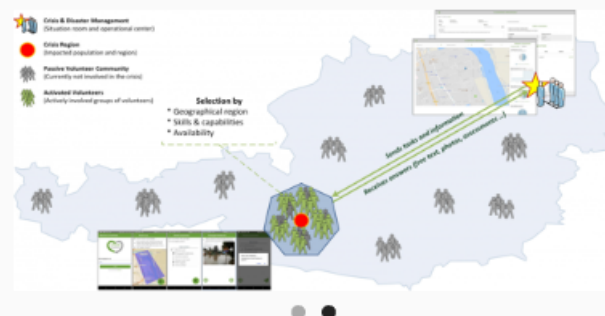 Crisis & Disaster Management
(Situation room and operational center)
Crisis Region
(Impacted population and region)
Passive Volunteer Community
(Currently not involved in the crisis)
Activated Volunteers
(Actively involved groups of volunteers)
Selection by
* Geographical region
* Skills & capabilities
* Availability
Sends tasks and information
Receives answers (live text, photos, assessments ...)